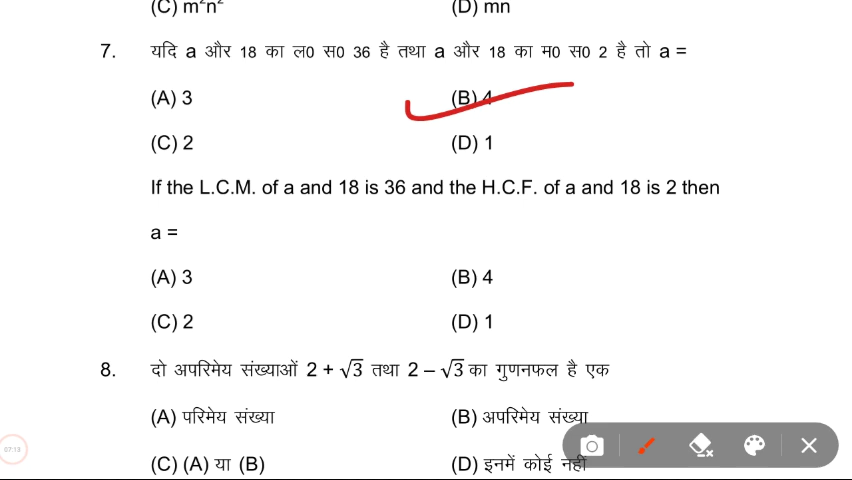 (C) m²n² (D) mn
7. यदि a और 18 का ल0 स0 36 है तथा a और 18 का म0 स0 2 है तो a =
(A) 3 (B) 4
(C) 2 (D) 1
If the L.C.M. of a and 18 is 36 and the H.C.F. of a and 18 is 2 then
a =
(A) 3 (B) 4
(C) 2 (D) 1
8. दो अपरिमेय संख्याओं 2 + √3 तथा 2 – √3 का गुणनफल है एक
(A) परिमेय संख्या (B) अपरिमेय संख्या
(C) (A) या (B) (D) इनमें कोई नहीं
07:13